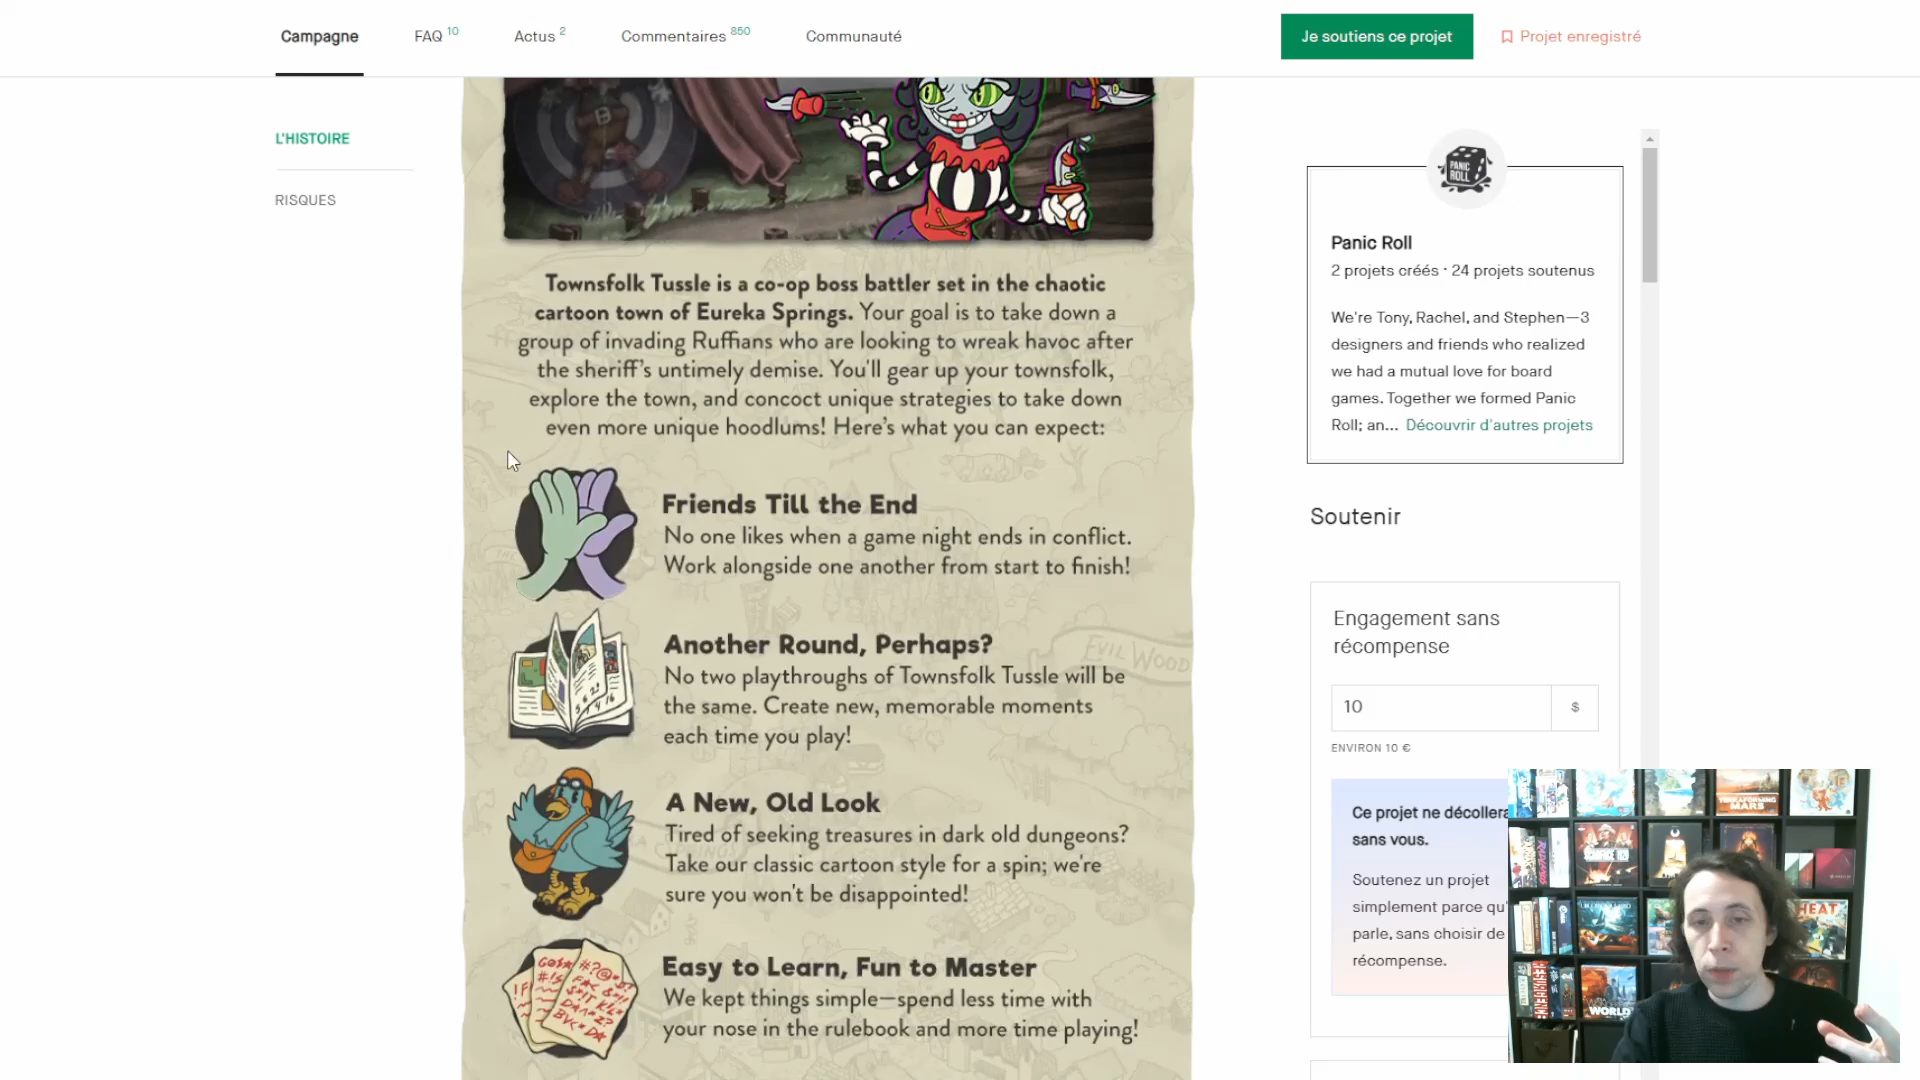 Campagne
FAQ 10
Actus 2
Commentaires 850
Communauté
Je soutiens ce projet
Projet enregistré
L'HISTOIRE
RISQUES
Townsfolk Tussle is a co-op boss battler set in the chaotic
cartoon town of Eureka Springs. Your goal is to take down a
group of invading Ruffians who are looking to wreak havoc after
the sheriff's untimely demise. You'll gear up your townsfolk,
explore the town, and concoct unique strategies to take down
even more unique hoodlums! Here's what you can expect:
Friends Till the End
No one likes when a game night ends in conflict.
Work alongside one another from start to finish!
Another Round, Perhaps?
No two playthroughs of Townsfolk Tussle will be
the same. Create new, memorable moments
each time you play!
EVIL WOOD
A New, Old Look
Tired of seeking treasures in dark old dungeons?
Take our classic cartoon style for a spin; we're
sure you won't be disappointed!
Easy to Learn, Fun to Master
We kept things simple—spend less time with
your nose in the rulebook and more time playing!
PANIC
ROLL
Panic Roll
2 projets créés · 24 projets soutenus
We're Tony, Rachel, and Stephen—3
designers and friends who realized
we had a mutual love for board
games. Together we formed Panic
Roll; an... Découvrir d'autres projets
Soutenir
Engagement sans
récompense
10 $
ENVIRON 10 €
Ce projet ne décollera
sans vous.
Soutenez un projet
simplement parce qu'
parle, sans choisir de
récompense.
TERRAFORMING
MARS
HEAT
WORLD